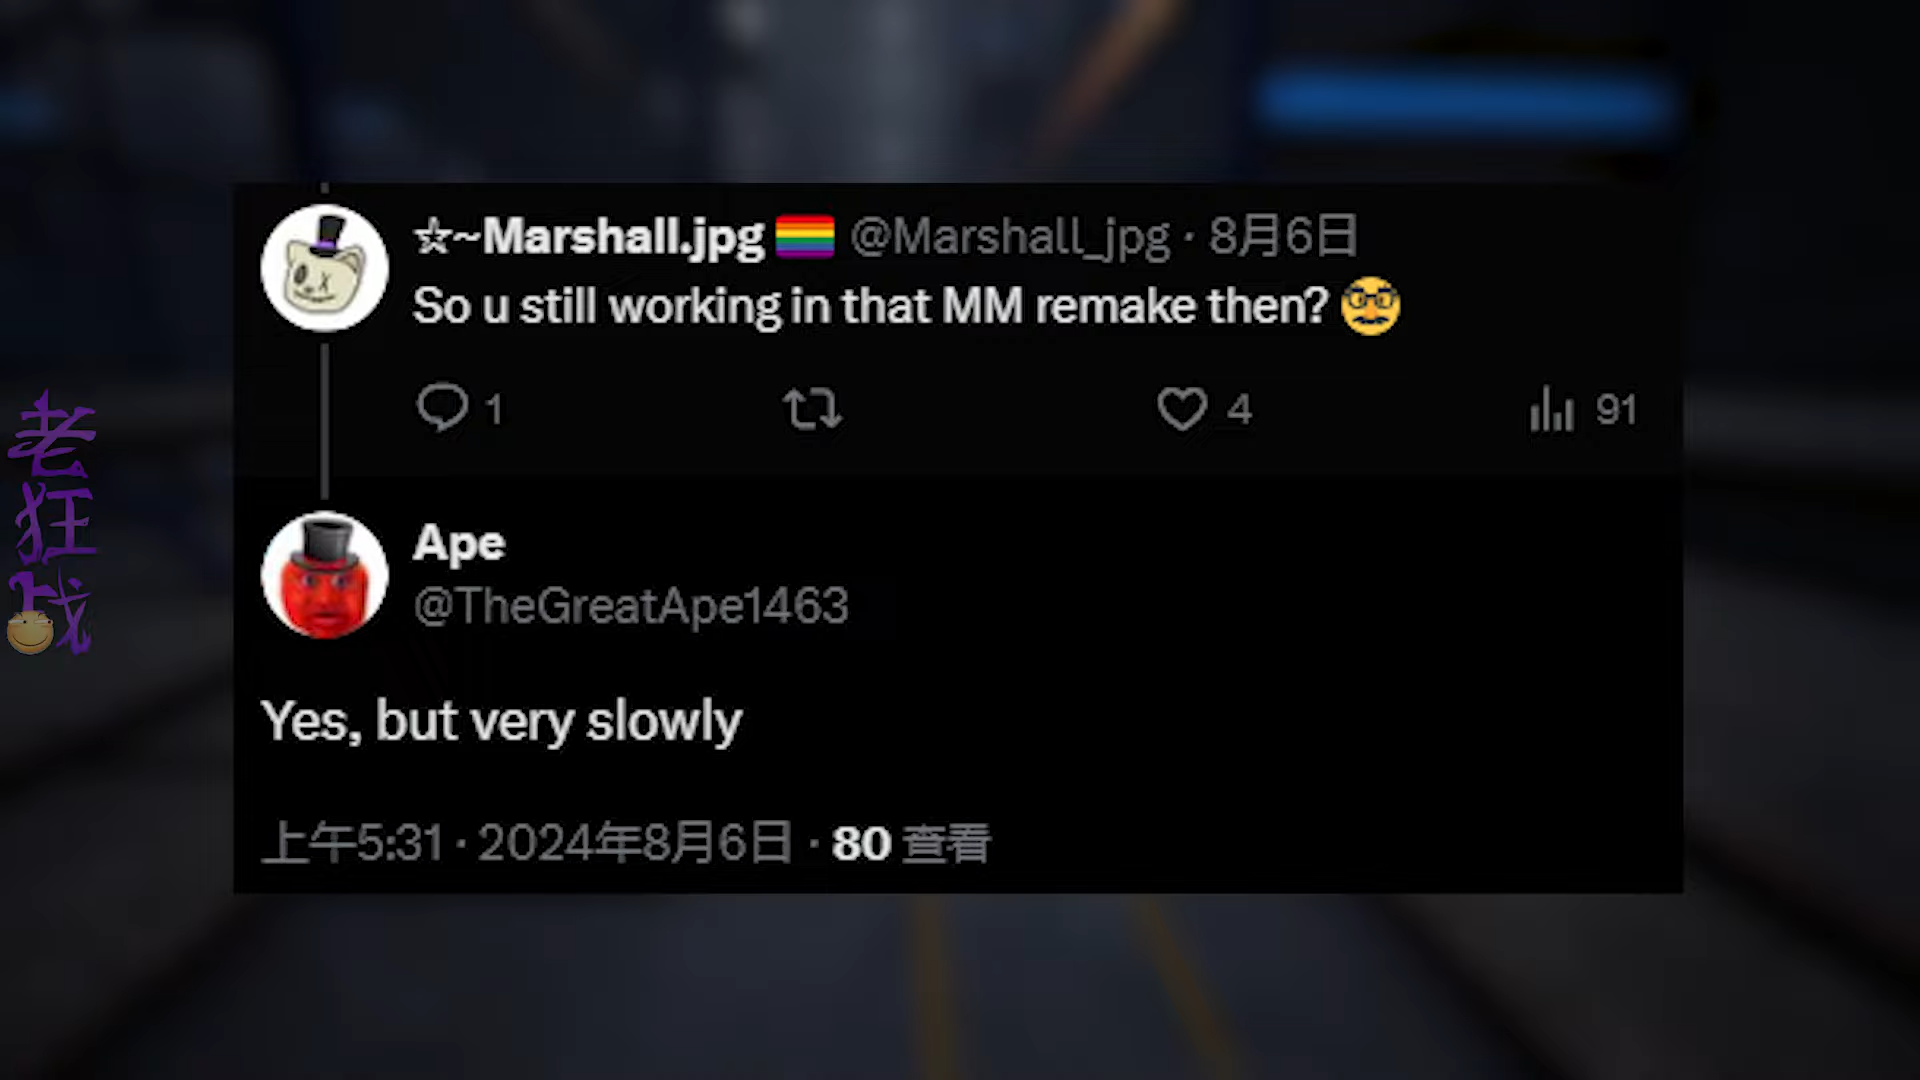 ☆~Marshall.jpg 🏳️‍🌈 @Marshall_jpg · 8月6日
So u still working in that MM remake then? 🥸
1 4 91
Ape
@TheGreatApe1463
Yes, but very slowly
上午5:31 · 2024年8月6日 · 80 查看
老狂戏